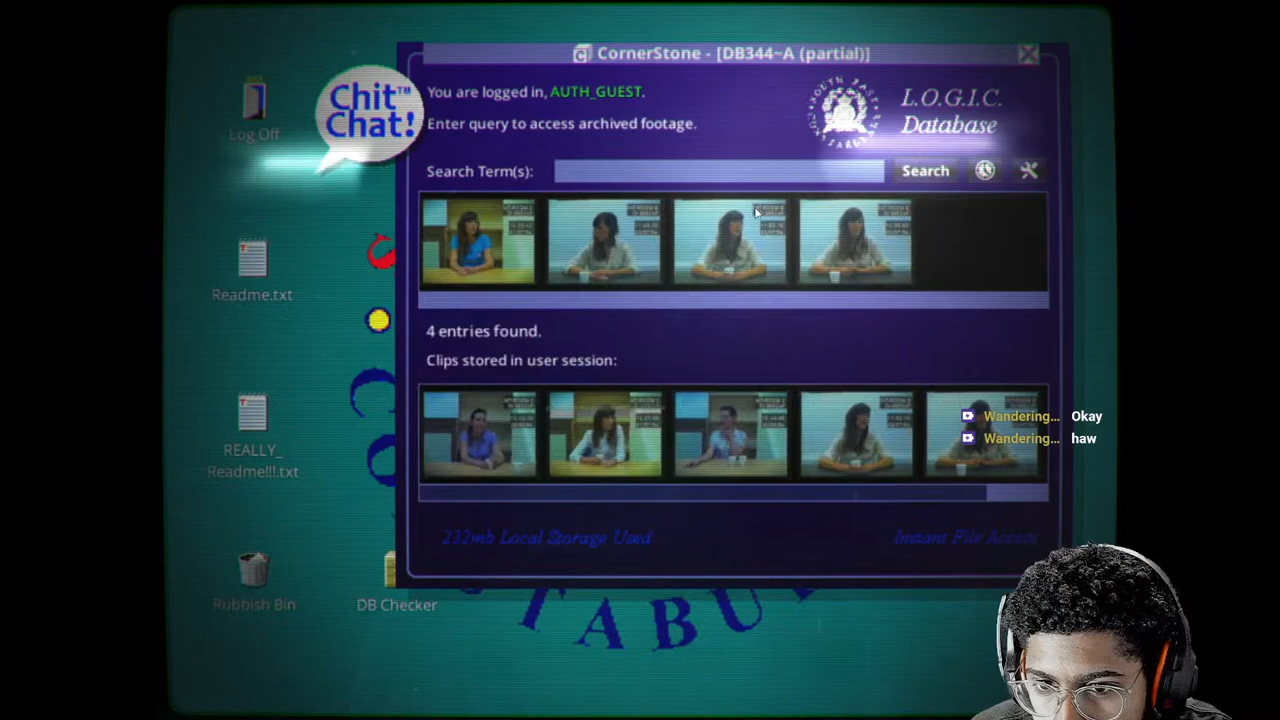 CornerStone - [DB344~A (partial)]
Chit™
Chat!
You are logged in, AUTH_GUEST.
Enter query to access archived footage.
L.O.G.I.C.
Database
Log Off
Search Term(s):
Search
Readme.txt
4 entries found.
Clips stored in user session:
REALLY_
Readme!!!.txt
Wandering... Okay
Wandering... haw
232mb Local Storage Used
Instant File Access
Rubbish Bin
DB Checker
TABU